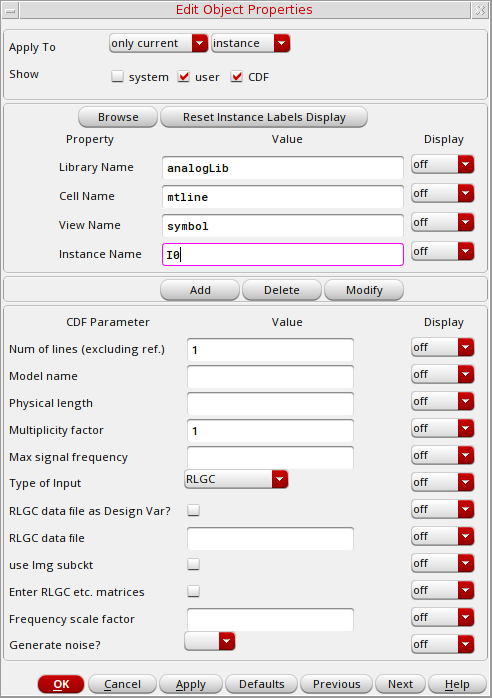 Edit Object Properties
Apply To only current instance
Show system user CDF
Browse Reset Instance Labels Display
Property Value Display
Library Name analogLib off
Cell Name mtline off
View Name symbol off
Instance Name I0 off
Add Delete Modify
CDF Parameter Value Display
Num of lines (excluding ref.) 1 off
Model name off
Physical length off
Multiplicity factor 1 off
Max signal frequency off
Type of Input RLGC off
RLGC data file as Design Var? off
RLGC data file off
use lmg subckt off
Enter RLGC etc. matrices off
Frequency scale factor off
Generate noise? off
OK Cancel Apply Defaults Previous Next Help